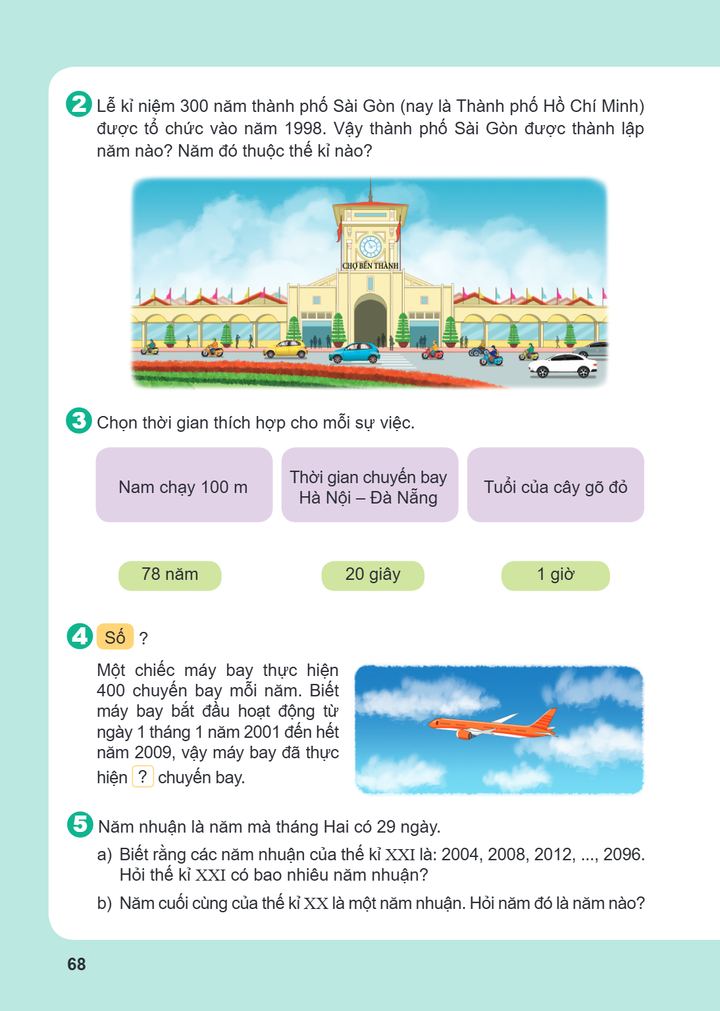 2 Lễ kỉ niệm 300 năm thành phố Sài Gòn (nay là Thành phố Hồ Chí Minh)
được tổ chức vào năm 1998. Vậy thành phố Sài Gòn được thành lập
năm nào? Năm đó thuộc thế kỉ nào?
CHỢ BẾN THÀNH
3 Chọn thời gian thích hợp cho mỗi sự việc.
Nam chạy 100 m
Thời gian chuyến bay
Hà Nội – Đà Nẵng
Tuổi của cây gõ đỏ
78 năm
20 giây
1 giờ
4 Số ?
Một chiếc máy bay thực hiện
400 chuyến bay mỗi năm. Biết
máy bay bắt đầu hoạt động từ
ngày 1 tháng 1 năm 2001 đến hết
năm 2009, vậy máy bay đã thực
hiện ? chuyến bay.
5 Năm nhuận là năm mà tháng Hai có 29 ngày.
a) Biết rằng các năm nhuận của thế kỉ XXI là: 2004, 2008, 2012, ..., 2096.
Hỏi thế kỉ XXI có bao nhiêu năm nhuận?
b) Năm cuối cùng của thế kỉ XX là một năm nhuận. Hỏi năm đó là năm nào?
68